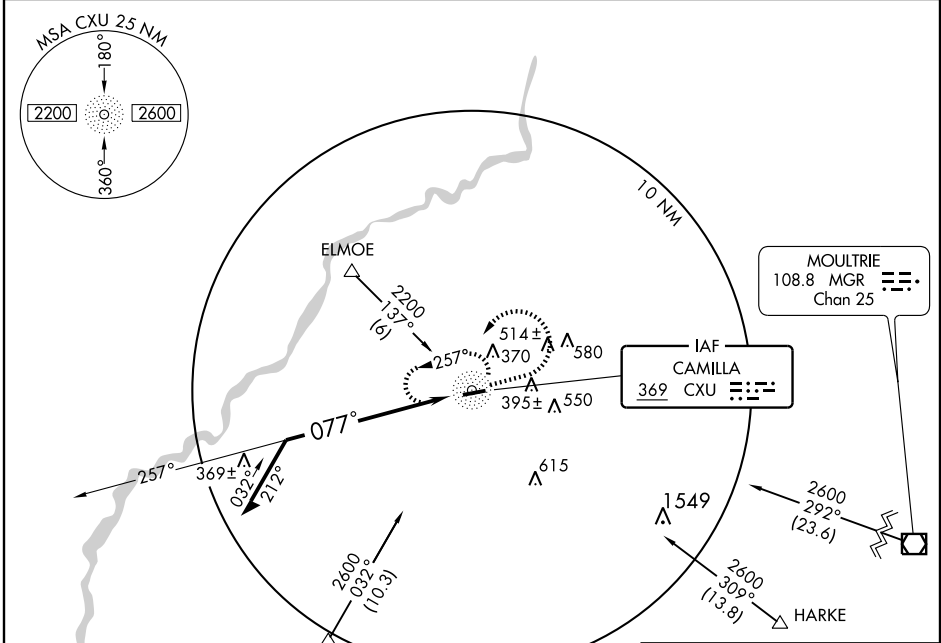 MSA CXU 25 NM
180°
2200
2600
360°
10 NM
ELMOE
2200
137°
(6)
MOULTRIE
108.8 MGR
Chan 25
514±
370
580
257°
IAF
CAMILLA
369 CXU
395±
550
077°
257°
369±
032°
212°
615
1549
2600
292°
(23.6)
2600
032°
(10.3)
2600
309°
(13.8)
HARKE